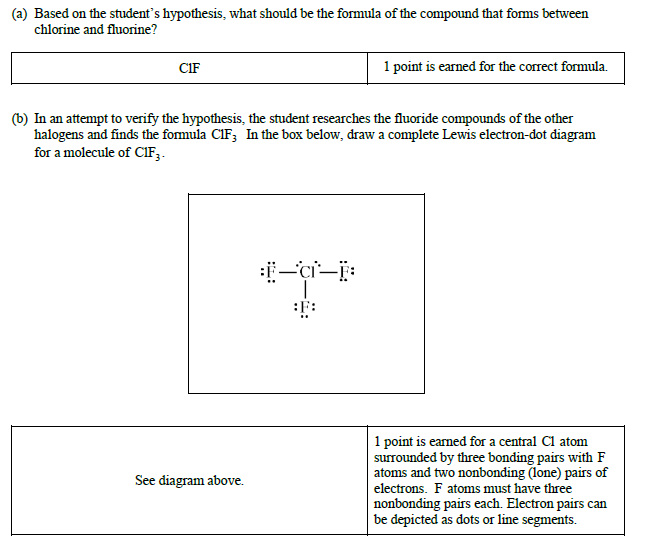 (a) Based on the student's hypothesis, what should be the formula of the compound that forms between
chlorine and fluorine?
ClF
1 point is earned for the correct formula.
(b) In an attempt to verify the hypothesis, the student researches the fluoride compounds of the other
halogens and finds the formula ClF₃ In the box below, draw a complete Lewis electron-dot diagram
for a molecule of ClF₃.
F—Cl—F
F
See diagram above.
1 point is earned for a central Cl atom
surrounded by three bonding pairs with F
atoms and two nonbonding (lone) pairs of
electrons. F atoms must have three
nonbonding pairs each. Electron pairs can
be depicted as dots or line segments.